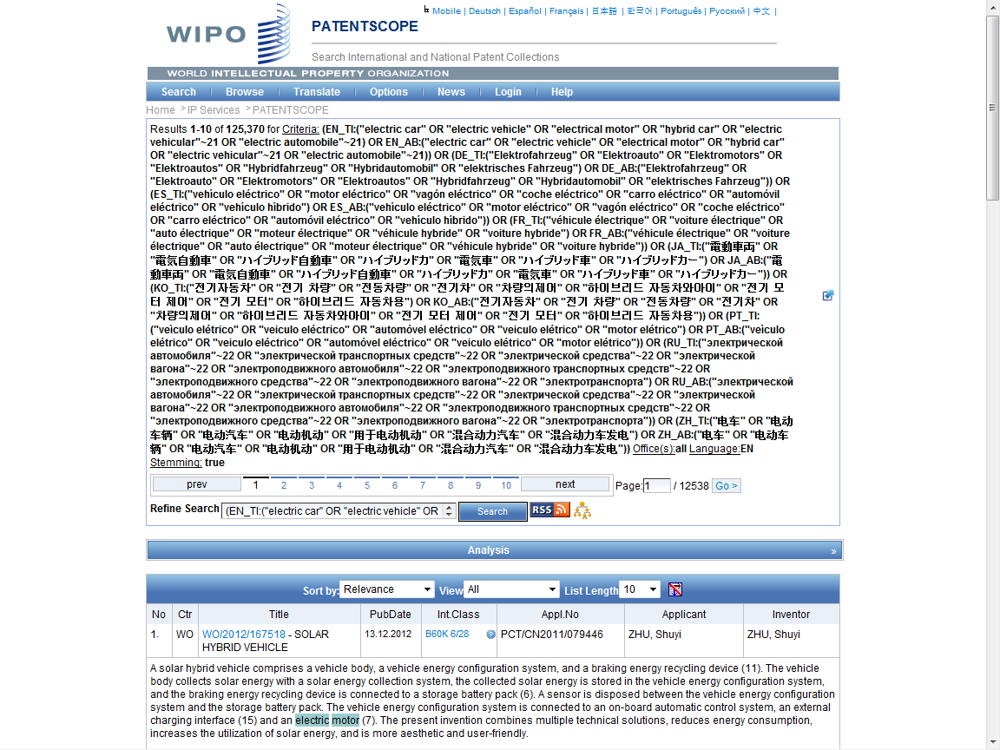 Mobile | Deutsch | Español | Français | 日本語 | 한국어 | Português | Русский | 中文 |
WIPO
PATENTSCOPE
Search International and National Patent Collections
WORLD INTELLECTUAL PROPERTY ORGANIZATION
Search | Browse | Translate | Options | News | Login | Help
Home > IP Services > PATENTSCOPE
Results 1-10 of 125,370 for Criteria: (EN_TI:("electric car" OR "electric vehicle" OR "electrical motor" OR "hybrid car" OR "electric
vehicular"~21 OR "electric automobile"~21) OR EN_AB:("electric car" OR "electric vehicle" OR "electrical motor" OR "hybrid car"
OR "electric vehicular"~21 OR "electric automobile"~21)) OR (DE_TI:("Elektrofahrzeug" OR "Elektroauto" OR "Elektromotors" OR
"Elektroautos" OR "Hybridfahrzeug" OR "Hybridautomobil" OR "elektrisches Fahrzeug") OR DE_AB:("Elektrofahrzeug" OR
"Elektroauto" OR "Elektromotors" OR "Elektroautos" OR "Hybridfahrzeug" OR "Hybridautomobil" OR "elektrisches Fahrzeug")) OR
(ES_TI:("vehículo eléctrico" OR "motor eléctrico" OR "vagón eléctrico" OR "coche eléctrico" OR "carro eléctrico" OR "automóvil
eléctrico" OR "vehículo híbrido") OR ES_AB:("vehículo eléctrico" OR "motor eléctrico" OR "vagón eléctrico" OR "coche eléctrico"
OR "carro eléctrico" OR "automóvil eléctrico" OR "vehículo híbrido")) OR (FR_TI:("véhicule électrique" OR "voiture électrique" OR
"auto électrique" OR "moteur électrique" OR "véhicule hybride" OR "voiture hybride") OR FR_AB:("véhicule électrique" OR "voiture
électrique" OR "auto électrique" OR "moteur électrique" OR "véhicule hybride" OR "voiture hybride")) OR (JA_TI:("電動車両" OR
"電気自動車" OR "ハイブリッド自動車" OR "ハイブリッドカ" OR "電気車" OR "ハイブリッド車" OR "ハイブリッドカー") OR JA_AB:("電
動車両" OR "電気自動車" OR "ハイブリッド自動車" OR "ハイブリッドカ" OR "電気車" OR "ハイブリッド車" OR "ハイブリッドカー")) OR
(KO_TI:("전기자동차" OR "전기 차량" OR "전동차량" OR "전기차" OR "차량의제어" OR "하이브리드 자동차와아이" OR "전기 모
터 제어" OR "전기 모터" OR "하이브리드 자동차용") OR KO_AB:("전기자동차" OR "전기 차량" OR "전동차량" OR "전기차" OR
"차량의제어" OR "하이브리드 자동차와아이" OR "전기 모터 제어" OR "전기 모터" OR "하이브리드 자동차용")) OR (PT_TI:
("veìculo elétrico" OR "veiculo eléctrico" OR "automóvel eléctrico" OR "veiculo elétrico" OR "motor elétrico") OR PT_AB:("veìculo
elétrico" OR "veiculo eléctrico" OR "automóvel eléctrico" OR "veiculo elétrico" OR "motor elétrico")) OR (RU_TI:("электрической
автомобиля"~22 OR "электрической транспортных средств"~22 OR "электрической средства"~22 OR "электрической
вагона"~22 OR "электроподвижного автомобиля"~22 OR "электроподвижного транспортных средств"~22 OR
"электроподвижного средства"~22 OR "электроподвижного вагона"~22 OR "электротранспорта") OR RU_AB:("электрической
автомобиля"~22 OR "электрической транспортных средств"~22 OR "электрической средства"~22 OR "электрической
вагона"~22 OR "электроподвижного автомобиля"~22 OR "электроподвижного транспортных средств"~22 OR
"электроподвижного средства"~22 OR "электроподвижного вагона"~22 OR "электротранспорта")) OR (ZH_TI:("电车" OR "电动
车辆" OR "电动汽车" OR "电动机动" OR "用于电动机动" OR "混合动力汽车" OR "混合动力车发电") OR ZH_AB:("电车" OR "电动车
辆" OR "电动汽车" OR "电动机动" OR "用于电动机动" OR "混合动力汽车" OR "混合动力车发电")) Office(s):all Language:EN
Stemming: true
prev 1 2 3 4 5 6 7 8 9 10 next Page: 1 / 12538 Go >
Refine Search (EN_TI:("electric car" OR "electric vehicle" OR Search RSS
Analysis »
Sort by: Relevance View All List Length 10
No Ctr Title PubDate Int.Class Appl.No Applicant Inventor
1. WO WO/2012/167518 - SOLAR 13.12.2012 B60K 6/28 ? PCT/CN2011/079446 ZHU, Shuyi ZHU, Shuyi
HYBRID VEHICLE
A solar hybrid vehicle comprises a vehicle body, a vehicle energy configuration system, and a braking energy recycling device (11). The vehicle
body collects solar energy with a solar energy collection system, the collected solar energy is stored in the vehicle energy configuration system,
and the braking energy recycling device is connected to a storage battery pack (6). A sensor is disposed between the vehicle energy configuration
system and the storage battery pack. The vehicle energy configuration system is connected to an on-board automatic control system, an external
charging interface (15) and an electric motor (7). The present invention combines multiple technical solutions, reduces energy consumption,
increases the utilization of solar energy, and is more aesthetic and user-friendly.